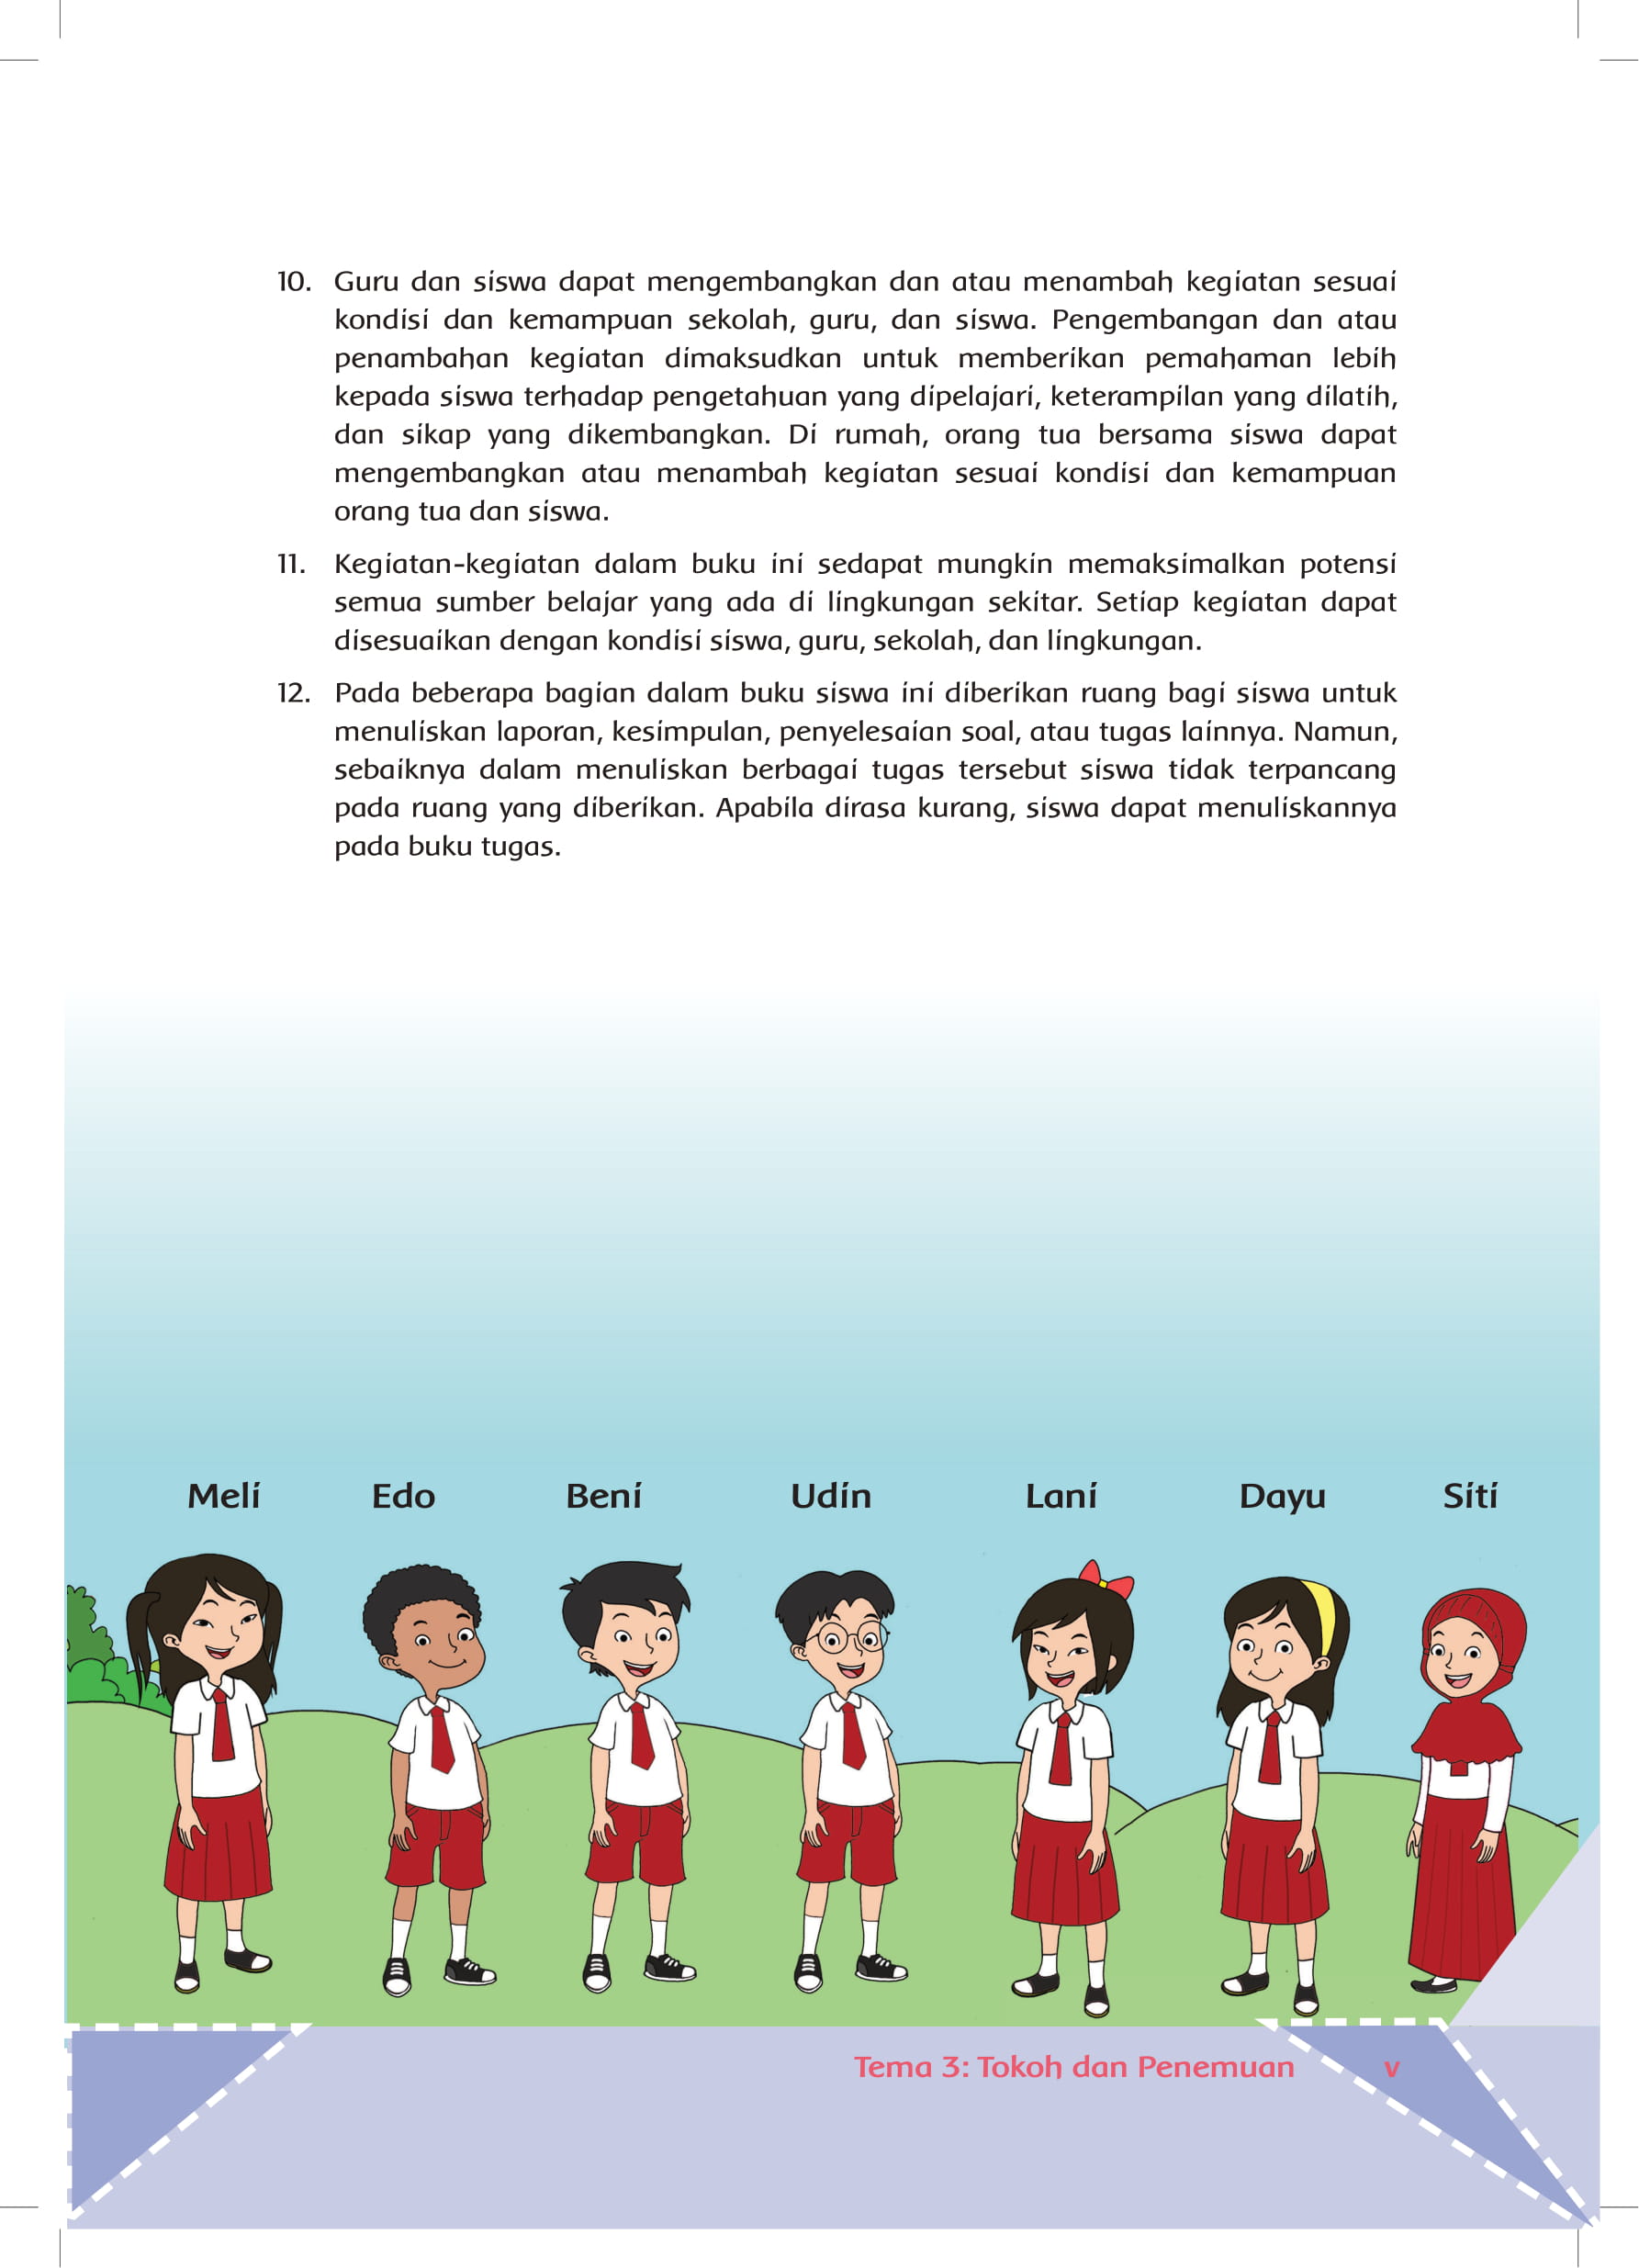 10. Guru dan siswa dapat mengembangkan dan atau menambah kegiatan sesuai
kondisi dan kemampuan sekolah, guru, dan siswa. Pengembangan dan atau
penambahan kegiatan dimaksudkan untuk memberikan pemahaman lebih
kepada siswa terhadap pengetahuan yang dipelajari, keterampilan yang dilatih,
dan sikap yang dikembangkan. Di rumah, orang tua bersama siswa dapat
mengembangkan atau menambah kegiatan sesuai kondisi dan kemampuan
orang tua dan siswa.
11. Kegiatan-kegiatan dalam buku ini sedapat mungkin memaksimalkan potensi
semua sumber belajar yang ada di lingkungan sekitar. Setiap kegiatan dapat
disesuaikan dengan kondisi siswa, guru, sekolah, dan lingkungan.
12. Pada beberapa bagian dalam buku siswa ini diberikan ruang bagi siswa untuk
menuliskan laporan, kesimpulan, penyelesaian soal, atau tugas lainnya. Namun,
sebaiknya dalam menuliskan berbagai tugas tersebut siswa tidak terpancang
pada ruang yang diberikan. Apabila dirasa kurang, siswa dapat menuliskannya
pada buku tugas.
Meli Edo Beni Udin Lani Dayu Siti
Tema 3: Tokoh dan Penemuan v